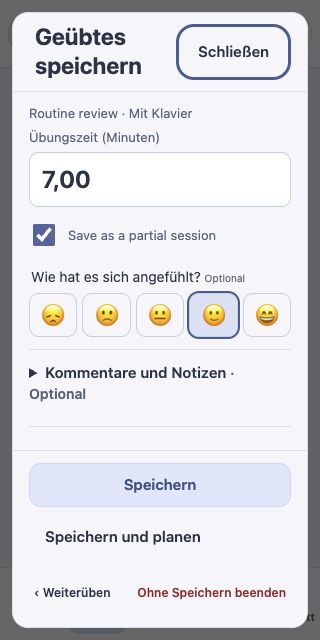 Geübtes
speichern
Schließen
Routine review · Mit Klavier
Übungszeit (Minuten)
7,00
Save as a partial session
Wie hat es sich angefühlt? Optional
Kommentare und Notizen ·
Optional
Speichern
Speichern und planen
‹ Weiterüben
Ohne Speichern beenden
tt